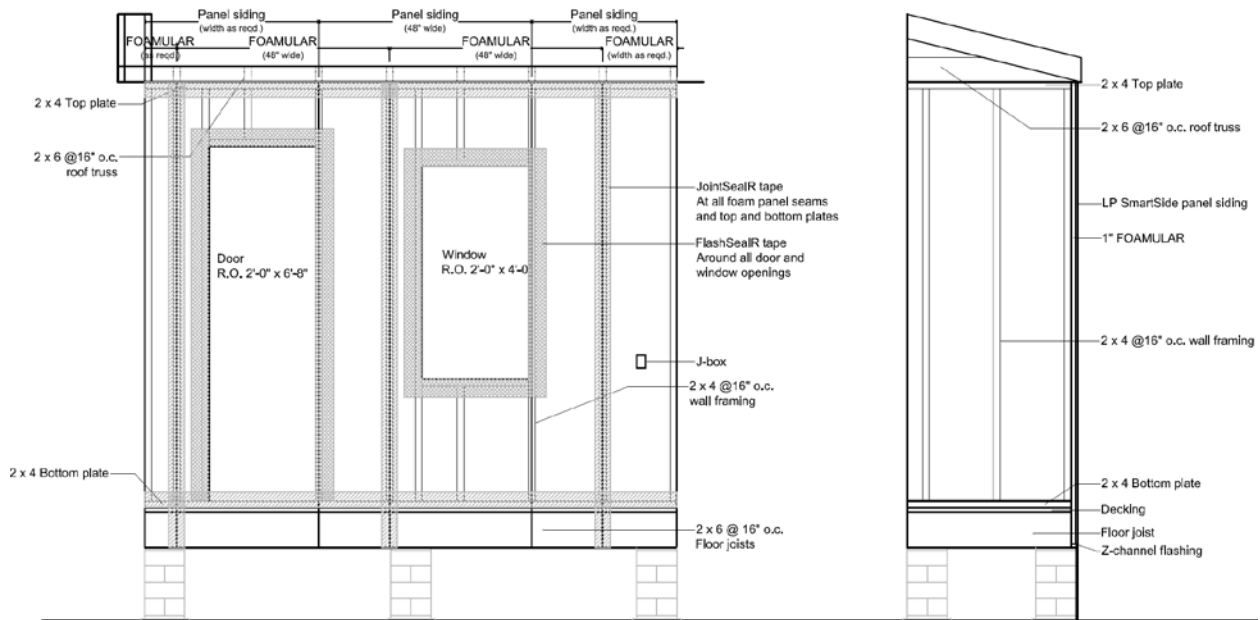 Panel siding
(width as reqd.)
Panel siding
(48" wide)
Panel siding
(width as reqd.)
FOAMULAR
(as reqd.)
FOAMULAR
(48" wide)
FOAMULAR
(48" wide)
FOAMULAR
(width as reqd.)
2 x 4 Top plate
2 x 6 @16" o.c.
roof truss
JointSealR tape
At all foam panel seams
and top and bottom plates
FlashSealR tape
Around all door and
window openings
Door
R.O. 2'-0" x 6'-8"
Window
R.O. 2'-0" x 4'-0
J-box
2 x 4 @16" o.c.
wall framing
2 x 4 Bottom plate
2 x 6 @ 16" o.c.
Floor joists
2 x 4 Top plate
2 x 6 @16" o.c. roof truss
LP SmartSide panel siding
1" FOAMULAR
2 x 4 @16" o.c. wall framing
2 x 4 Bottom plate
Decking
Floor joist
Z-channel flashing